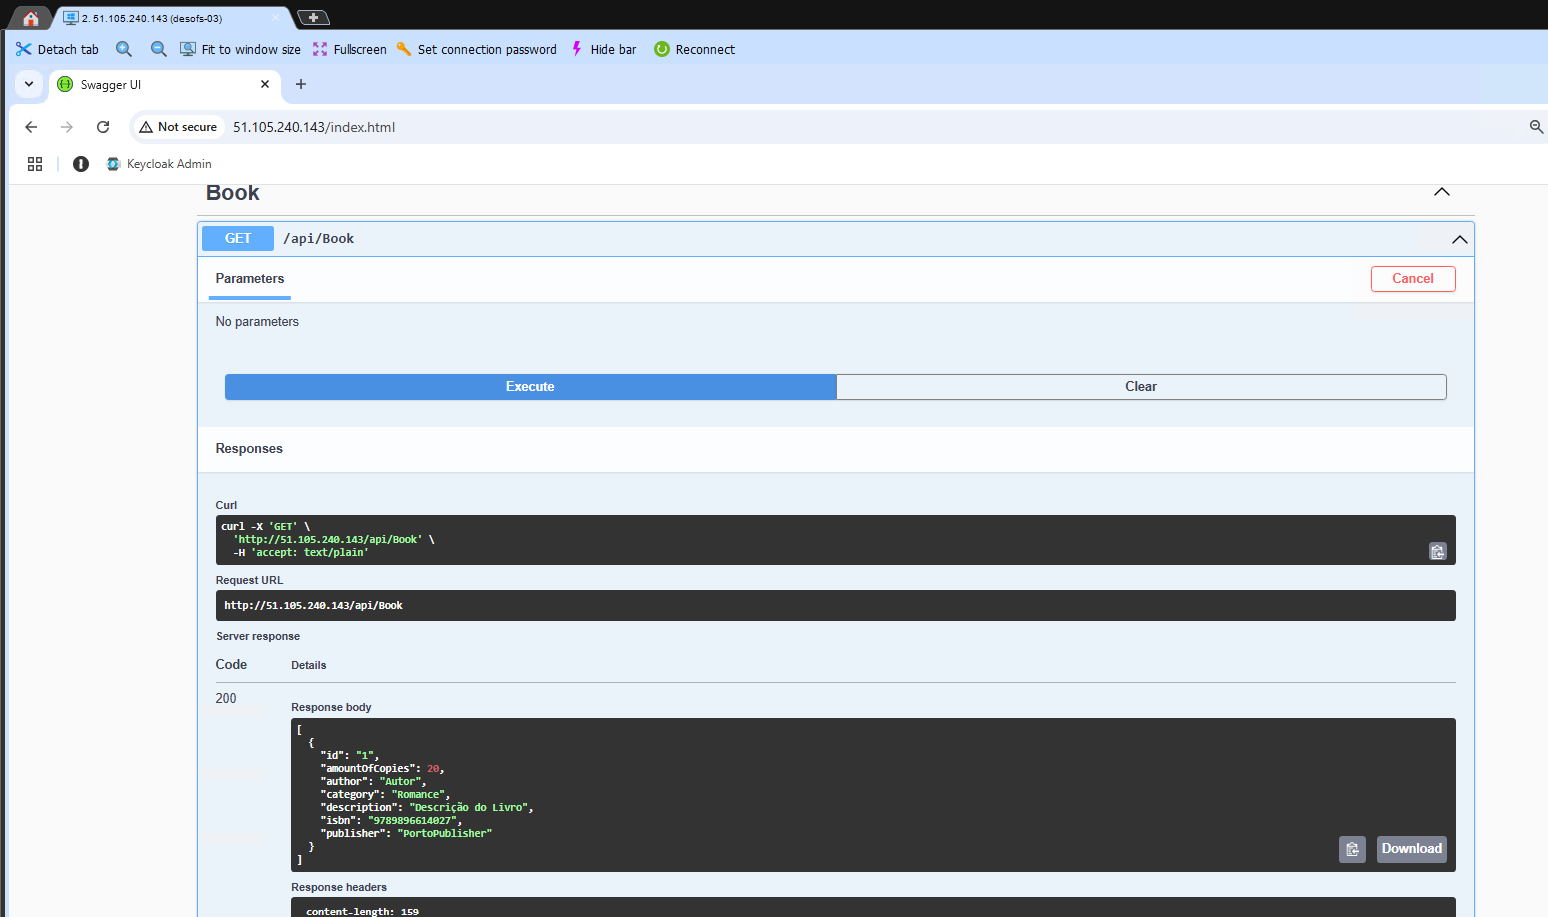 2. 51.105.240.143 (desofs-03)
Detach tab Fit to window size Fullscreen Set connection password Hide bar Reconnect
Swagger UI
Not secure 51.105.240.143/index.html
Keycloak Admin
Book
GET /api/Book
Parameters Cancel
No parameters
Execute Clear
Responses
Curl
curl -X 'GET' \
'http://51.105.240.143/api/Book' \
-H 'accept: text/plain'
Request URL
http://51.105.240.143/api/Book
Server response
Code Details
200
Response body
[
{
"id": "1",
"amountOfCopies": 20,
"author": "Autor",
"category": "Romance",
"description": "Descrição do Livro",
"isbn": "9789896614027",
"publisher": "PortoPublisher"
}
]
Download
Response headers
content-length: 159